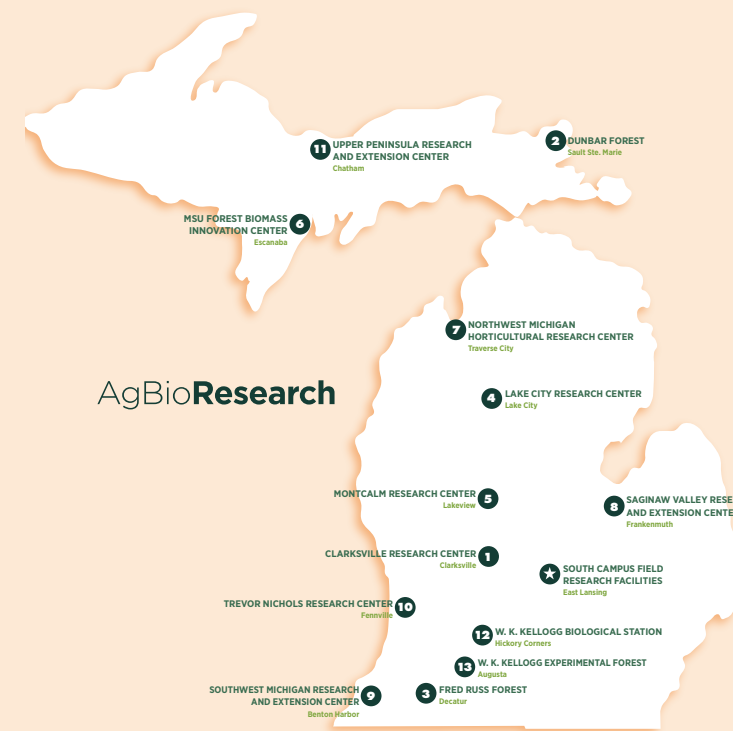 11
UPPER PENINSULA RESEARCH
AND EXTENSION CENTER
Chatham
2
DUNBAR FOREST
Sault Ste. Marie
MSU FOREST BIOMASS
INNOVATION CENTER
Escanaba
6
7
NORTHWEST MICHIGAN
HORTICULTURAL RESEARCH CENTER
Traverse City
AgBioResearch
4
LAKE CITY RESEARCH CENTER
Lake City
MONTCALM RESEARCH CENTER
Lakeview
5
8
SAGINAW VALLEY RESE
AND EXTENSION CENTE
Frankenmuth
CLARKSVILLE RESEARCH CENTER
Clarksville
1
SOUTH CAMPUS FIELD
RESEARCH FACILITIES
East Lansing
TREVOR NICHOLS RESEARCH CENTER
Fennville
10
12
W. K. KELLOGG BIOLOGICAL STATION
Hickory Corners
13
W. K. KELLOGG EXPERIMENTAL FOREST
Augusta
SOUTHWEST MICHIGAN RESEARCH
AND EXTENSION CENTER
Benton Harbor
9
3
FRED RUSS FOREST
Decatur